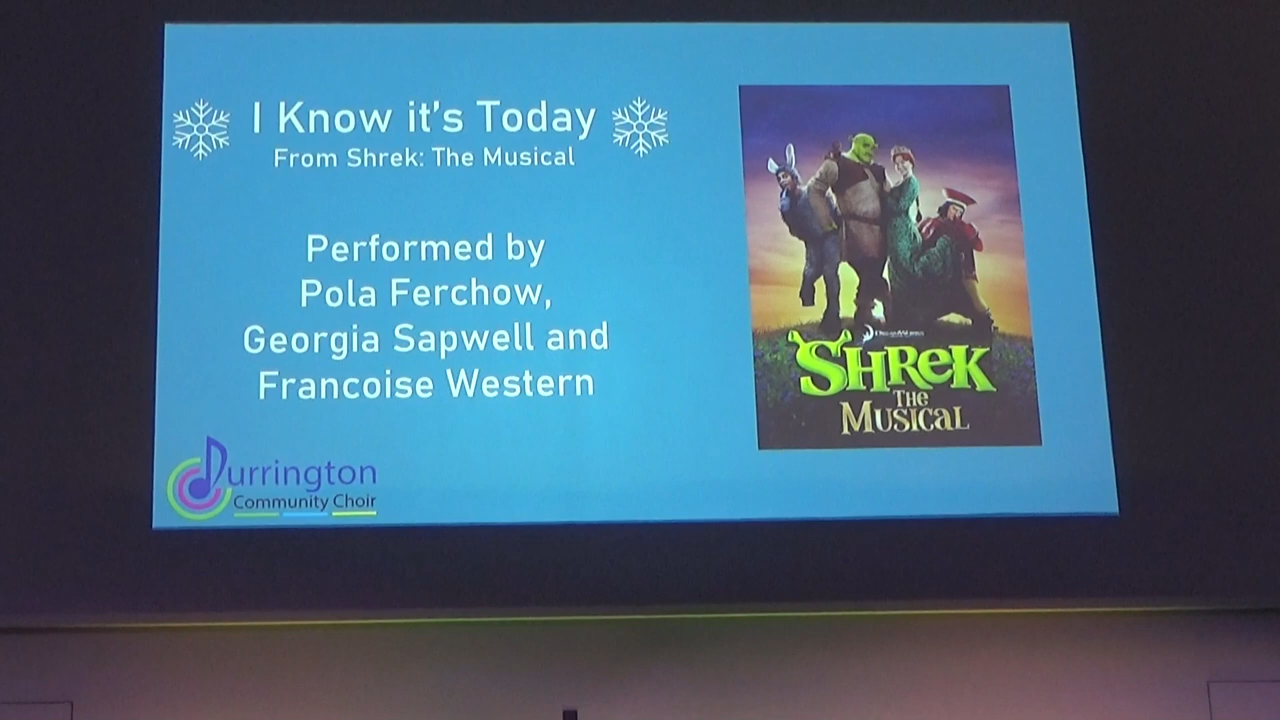 I Know it's Today
From Shrek: The Musical
Performed by
Pola Ferchow,
Georgia Sapwell and
Francoise Western
Durrington
Community Choir
DreamWorks
SHREK
THE
MUSICAL